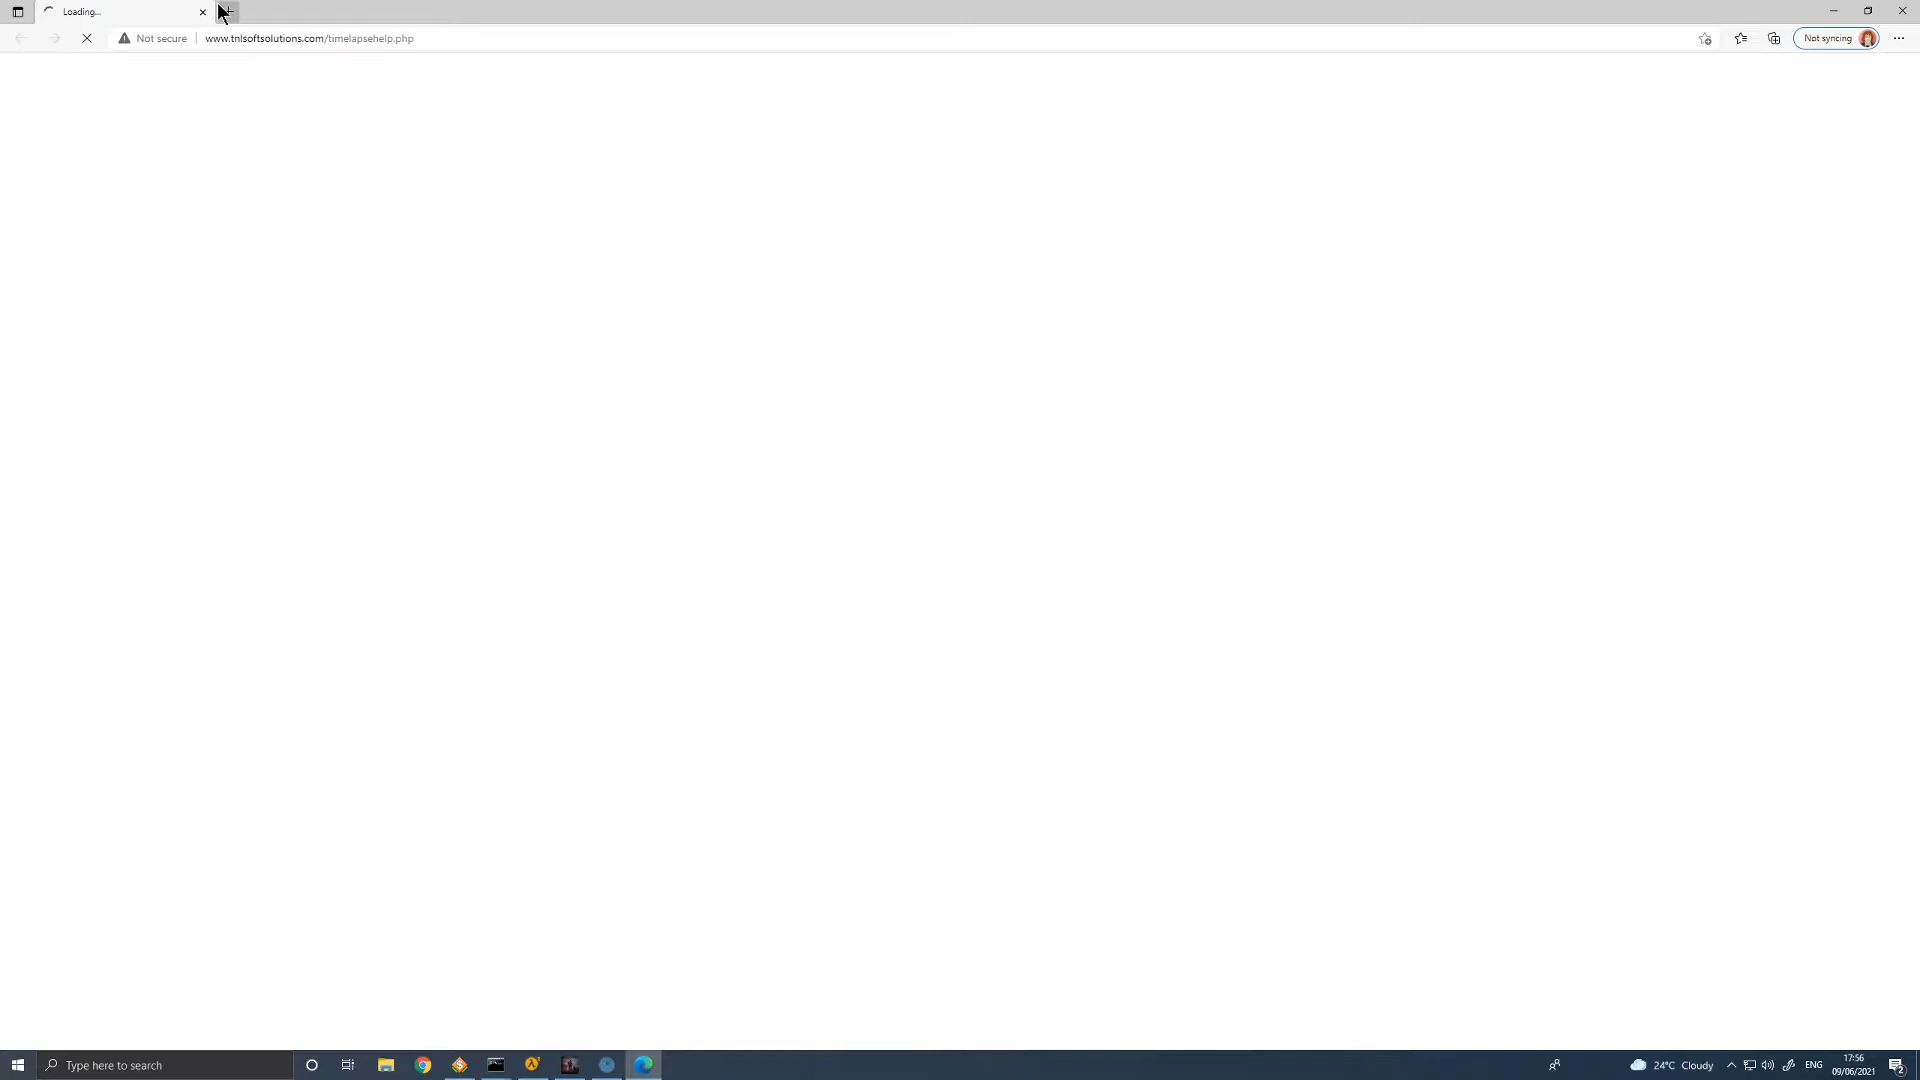 Loading...
Not secure
www.tnlsoftsolutions.com/timelapsehelp.php
Not syncing
Type here to search
24°C Cloudy
ENG
17:56
09/06/2021
2